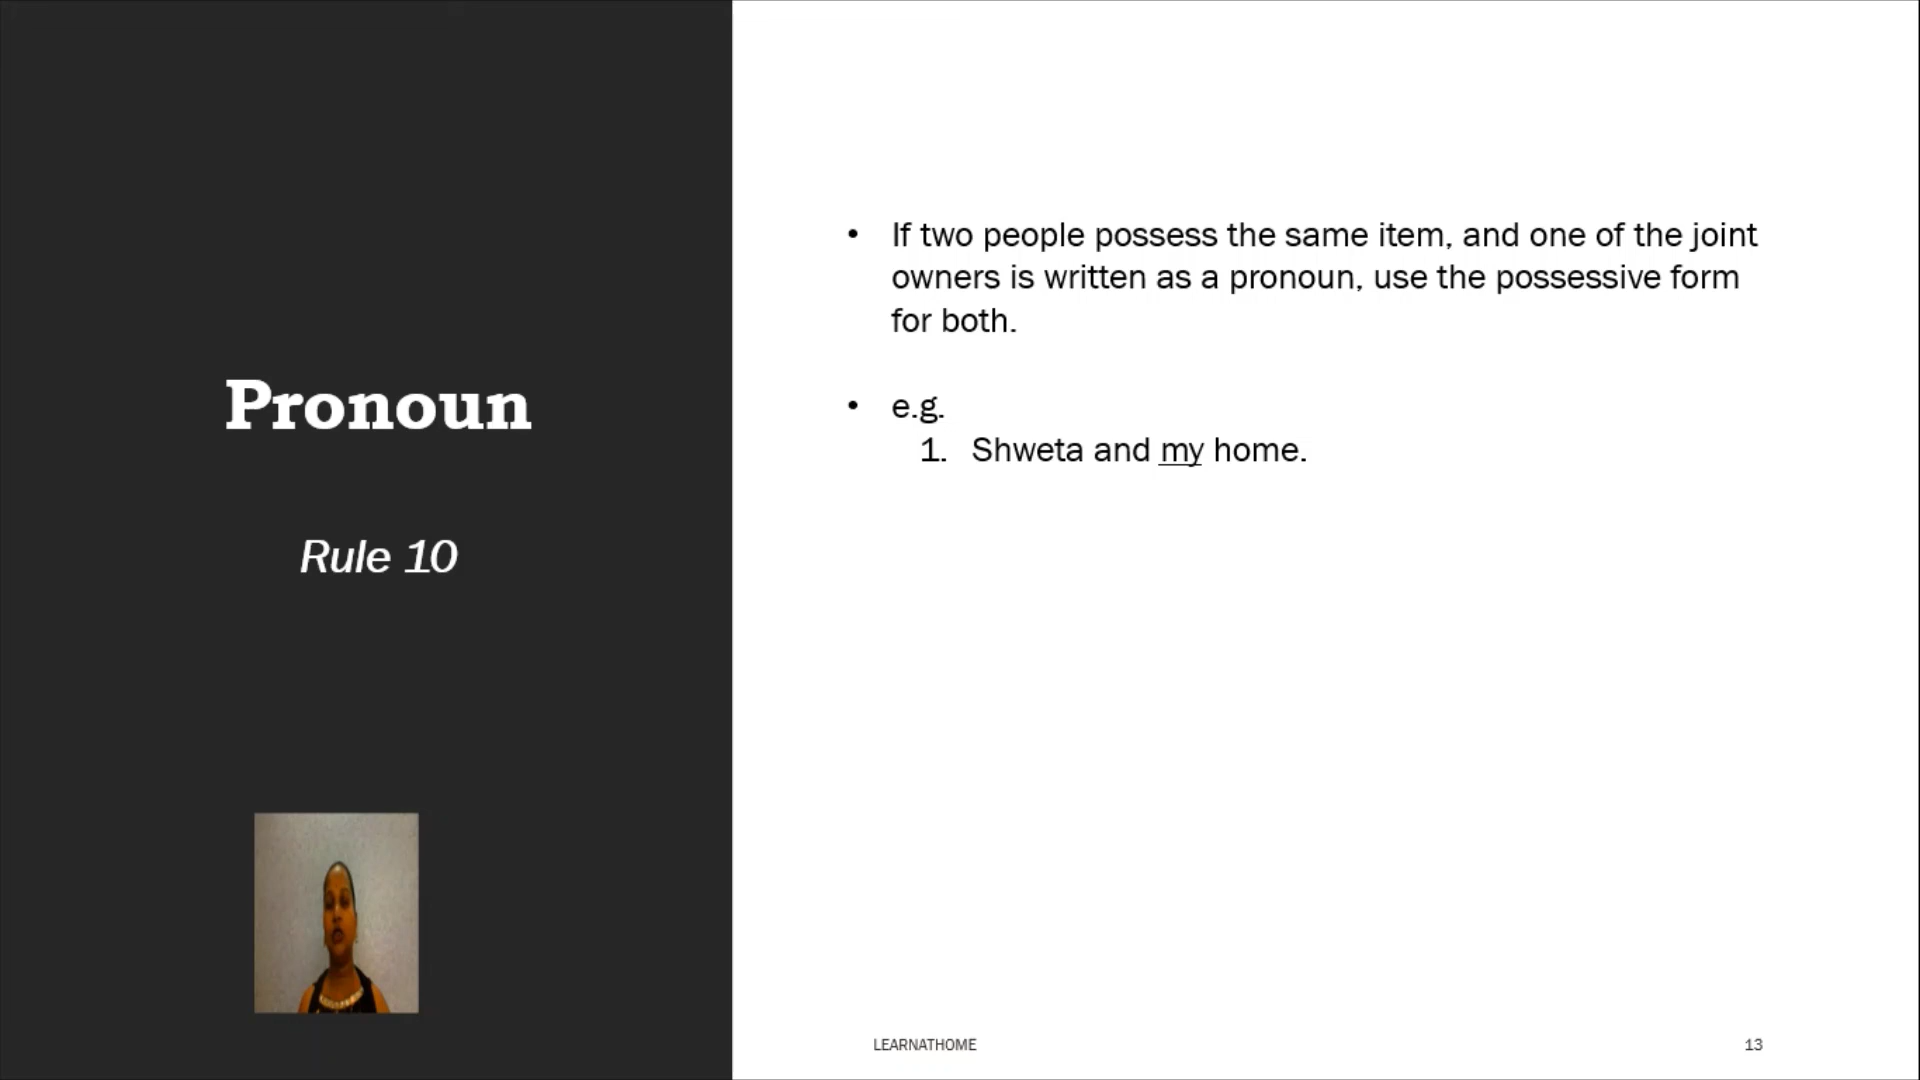 Pronoun
Rule 10
• If two people possess the same item, and one of the joint
owners is written as a pronoun, use the possessive form
for both.
• e.g.
1. Shweta and my home.
LEARNATHOME
13